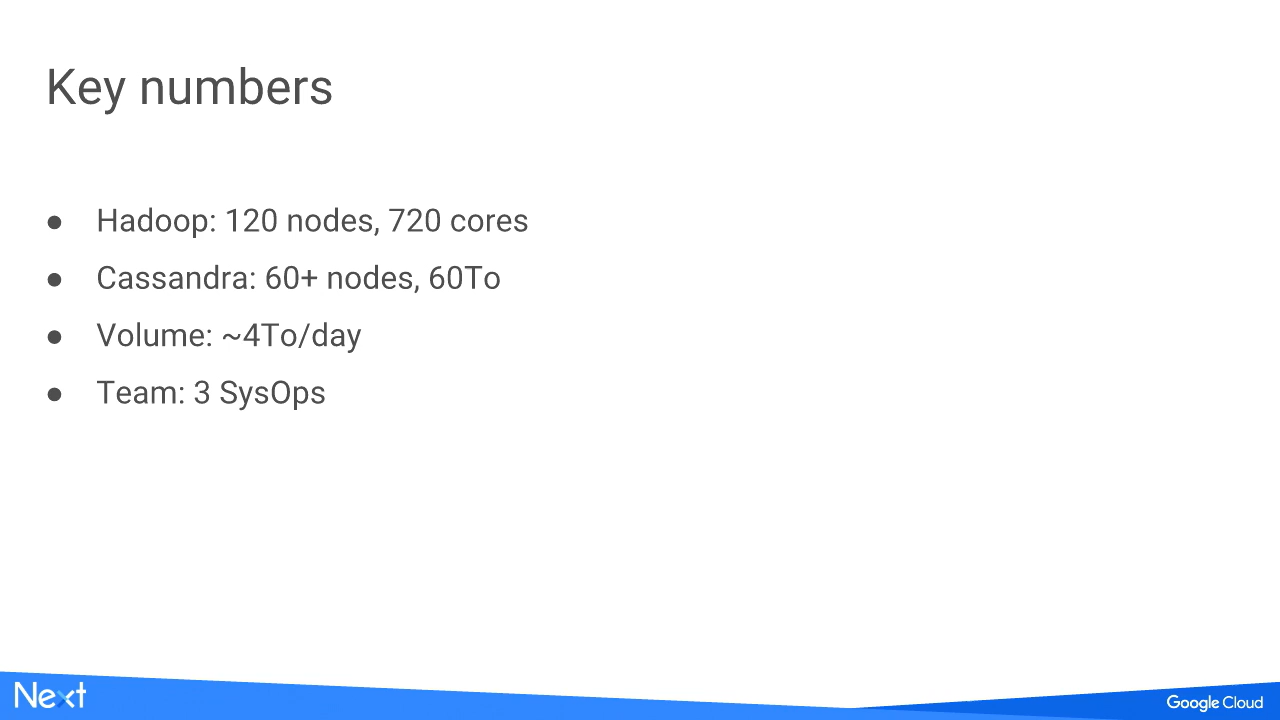 Key numbers
● Hadoop: 120 nodes, 720 cores
● Cassandra: 60+ nodes, 60To
● Volume: ~4To/day
● Team: 3 SysOps
Next
Google Cloud